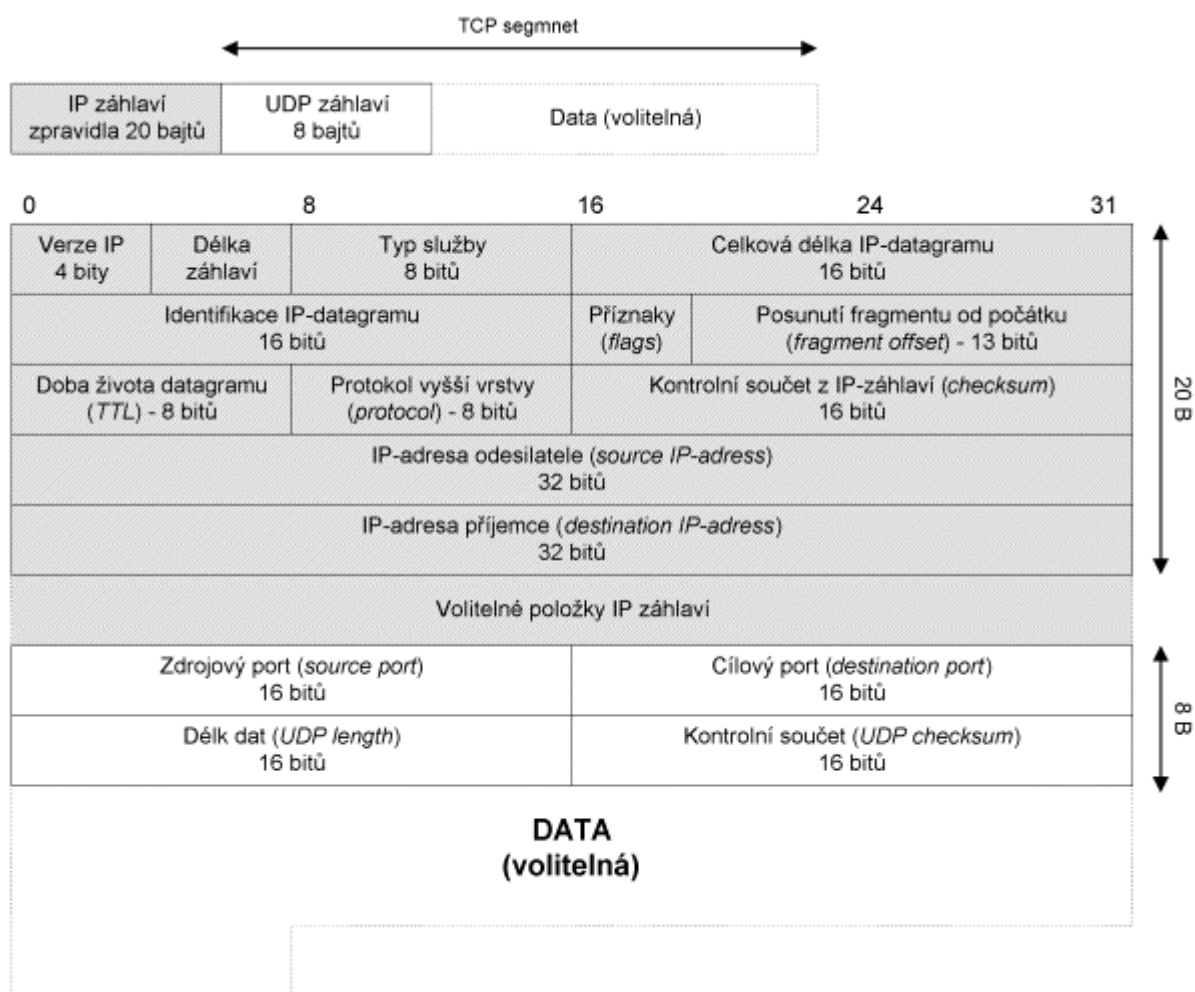 TCP segmnet
IP záhlaví
zpravidla 20 bajtů
UDP záhlaví
8 bajtů
Data (volitelná)
0 8 16 24 31
Verze IP
4 bity
Délka
záhlaví
Typ služby
8 bitů
Celková délka IP-datagramu
16 bitů
Identifikace IP-datagramu
16 bitů
Příznaky
(flags)
Posunutí fragmentu od počátku
(fragment offset) - 13 bitů
Doba života datagramu
(TTL) - 8 bitů
Protokol vyšší vrstvy
(protocol) - 8 bitů
Kontrolní součet z IP-záhlaví (checksum)
16 bitů
20 B
IP-adresa odesilatele (source IP-adress)
32 bitů
IP-adresa příjemce (destination IP-adress)
32 bitů
Volitelné položky IP záhlaví
Zdrojový port (source port)
16 bitů
Cílový port (destination port)
16 bitů
8 B
Délk dat (UDP length)
16 bitů
Kontrolní součet (UDP checksum)
16 bitů
DATA
(volitelná)